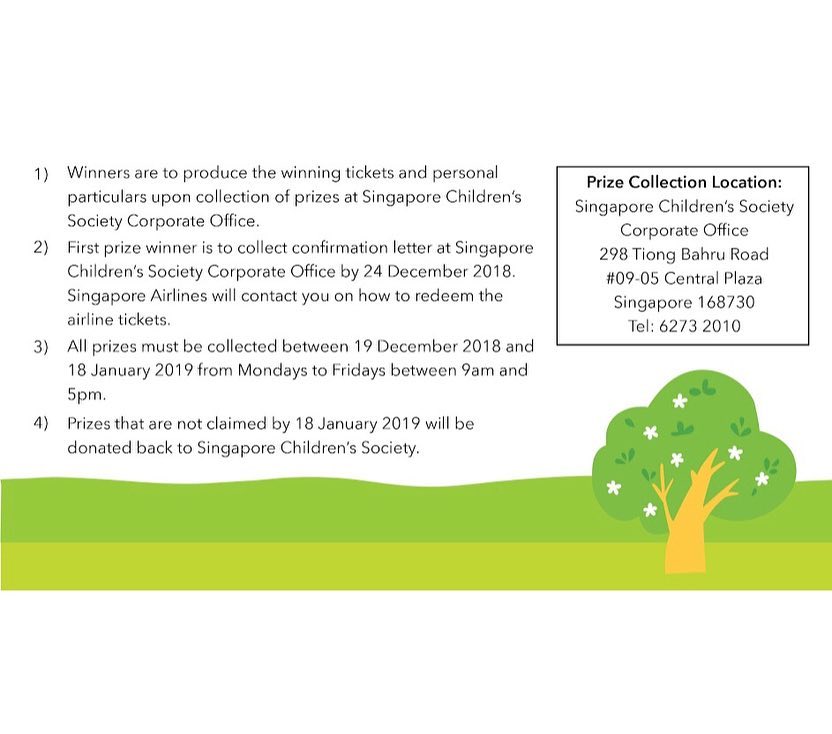 1) Winners are to produce the winning tickets and personal
particulars upon collection of prizes at Singapore Children's
Society Corporate Office.
2) First prize winner is to collect confirmation letter at Singapore
Children's Society Corporate Office by 24 December 2018.
Singapore Airlines will contact you on how to redeem the
airline tickets.
3) All prizes must be collected between 19 December 2018 and
18 January 2019 from Mondays to Fridays between 9am and
5pm.
4) Prizes that are not claimed by 18 January 2019 will be
donated back to Singapore Children's Society.
Prize Collection Location:
Singapore Children's Society
Corporate Office
298 Tiong Bahru Road
#09-05 Central Plaza
Singapore 168730
Tel: 6273 2010